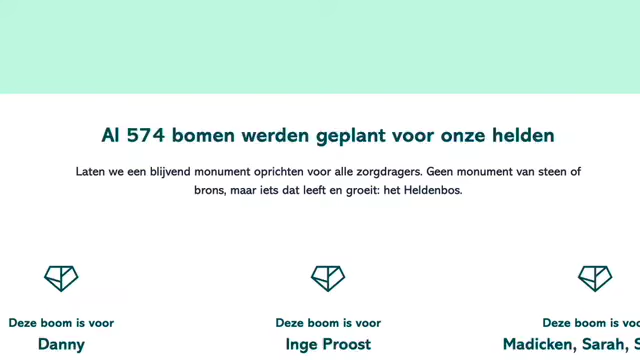 Al 574 bomen werden geplant voor onze helden
Laten we een blijvend monument oprichten voor alle zorgdragers. Geen monument van steen of
brons, maar iets dat leeft en groeit: het Heldenbos.
Deze boom is voor
Danny
Deze boom is voor
Inge Proost
Deze boom is
Madicken, Sarah,